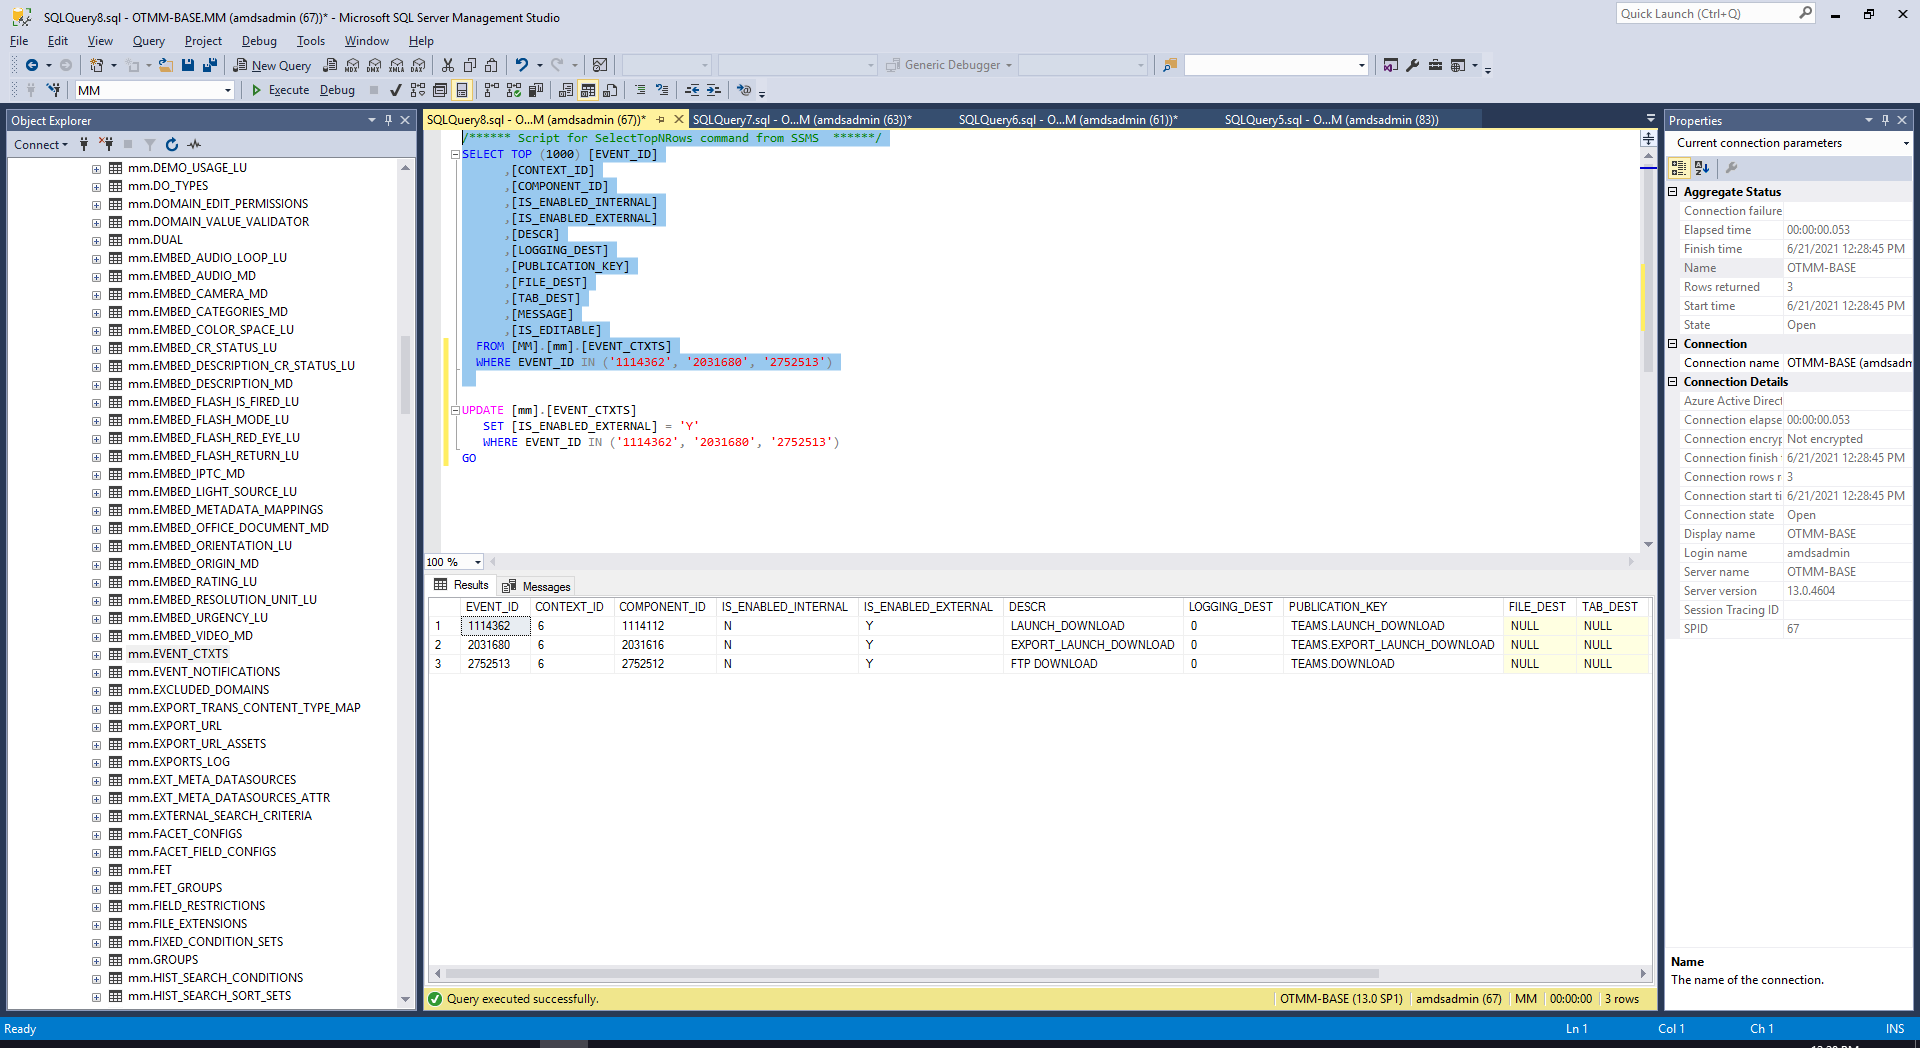 SQLQuery8.sql - OTMM-BASE.MM (amdsadmin (67))* - Microsoft SQL Server Management Studio
Quick Launch (Ctrl+Q)
File Edit View Query Project Debug Tools Window Help
New Query
Generic Debugger
MM
Execute Debug
Object Explorer
SQLQuery8.sql - O...M (amdsadmin (67))*
SQLQuery7.sql - O...M (amdsadmin (63))*
SQLQuery6.sql - O...M (amdsadmin (61))*
SQLQuery5.sql - O...M (amdsadmin (83))
Connect
mm.DEMO_USAGE_LU
mm.DO_TYPES
mm.DOMAIN_EDIT_PERMISSIONS
mm.DOMAIN_VALUE_VALIDATOR
mm.DUAL
mm.EMBED_AUDIO_LOOP_LU
mm.EMBED_AUDIO_MD
mm.EMBED_CAMERA_MD
mm.EMBED_CATEGORIES_MD
mm.EMBED_COLOR_SPACE_LU
mm.EMBED_CR_STATUS_LU
mm.EMBED_DESCRIPTION_CR_STATUS_LU
mm.EMBED_DESCRIPTION_MD
mm.EMBED_FLASH_IS_FIRED_LU
mm.EMBED_FLASH_MODE_LU
mm.EMBED_FLASH_RED_EYE_LU
mm.EMBED_FLASH_RETURN_LU
mm.EMBED_IPTC_MD
mm.EMBED_LIGHT_SOURCE_LU
mm.EMBED_METADATA_MAPPINGS
mm.EMBED_OFFICE_DOCUMENT_MD
mm.EMBED_ORIENTATION_LU
mm.EMBED_ORIGIN_MD
mm.EMBED_RATING_LU
mm.EMBED_RESOLUTION_UNIT_LU
mm.EMBED_URGENCY_LU
mm.EMBED_VIDEO_MD
mm.EVENT_CTXTS
mm.EVENT_NOTIFICATIONS
mm.EXCLUDED_DOMAINS
mm.EXPORT_TRANS_CONTENT_TYPE_MAP
mm.EXPORT_URL
mm.EXPORT_URL_ASSETS
mm.EXPORTS_LOG
mm.EXT_META_DATASOURCES
mm.EXT_META_DATASOURCES_ATTR
mm.EXTERNAL_SEARCH_CRITERIA
mm.FACET_CONFIGS
mm.FACET_FIELD_CONFIGS
mm.FET
mm.FET_GROUPS
mm.FIELD_RESTRICTIONS
mm.FILE_EXTENSIONS
mm.FIXED_CONDITION_SETS
mm.GROUPS
mm.HIST_SEARCH_CONDITIONS
mm.HIST_SEARCH_SORT_SETS
/****** Script for SelectTopNRows command from SSMS  ******/
SELECT TOP (1000) [EVENT_ID]
,[CONTEXT_ID]
,[COMPONENT_ID]
,[IS_ENABLED_INTERNAL]
,[IS_ENABLED_EXTERNAL]
,[DESCR]
,[LOGGING_DEST]
,[PUBLICATION_KEY]
,[FILE_DEST]
,[TAB_DEST]
,[MESSAGE]
,[IS_EDITABLE]
FROM [MM].[mm].[EVENT_CTXTS]
WHERE EVENT_ID IN ('1114362', '2031680', '2752513')
UPDATE [mm].[EVENT_CTXTS]
SET [IS_ENABLED_EXTERNAL] = 'Y'
WHERE EVENT_ID IN ('1114362', '2031680', '2752513')
GO
100 %
Results Messages
EVENT_ID CONTEXT_ID COMPONENT_ID IS_ENABLED_INTERNAL IS_ENABLED_EXTERNAL DESCR LOGGING_DEST PUBLICATION_KEY FILE_DEST TAB_DEST
1 1114362 6 1114112 N Y LAUNCH_DOWNLOAD 0 TEAMS.LAUNCH_DOWNLOAD NULL NULL
2 2031680 6 2031616 N Y EXPORT_LAUNCH_DOWNLOAD 0 TEAMS.EXPORT_LAUNCH_DOWNLOAD NULL NULL
3 2752513 6 2752512 N Y FTP DOWNLOAD 0 TEAMS.DOWNLOAD NULL NULL
Query executed successfully.
OTMM-BASE (13.0 SP1) amdsadmin (67) MM 00:00:00 3 rows
Properties
Current connection parameters
Aggregate Status
Connection failure
Elapsed time 00:00:00.053
Finish time 6/21/2021 12:28:45 PM
Name OTMM-BASE
Rows returned 3
Start time 6/21/2021 12:28:45 PM
State Open
Connection
Connection name OTMM-BASE (amdsadm
Connection Details
Azure Active Direct
Connection elapse 00:00:00.053
Connection encryp Not encrypted
Connection finish 6/21/2021 12:28:45 PM
Connection rows r 3
Connection start ti 6/21/2021 12:28:45 PM
Connection state Open
Display name OTMM-BASE
Login name amdsadmin
Server name OTMM-BASE
Server version 13.0.4604
Session Tracing ID
SPID 67
Name
The name of the connection.
Ready
Ln 1 Col 1 Ch 1 INS